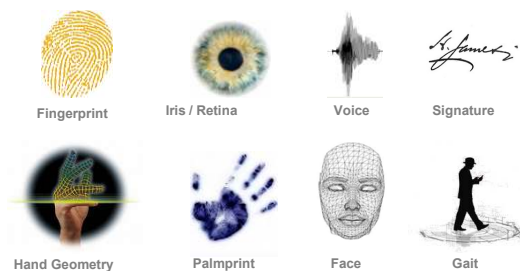 Fingerprint
Iris / Retina
Voice
Signature
Hand Geometry
Palmprint
Face
Gait